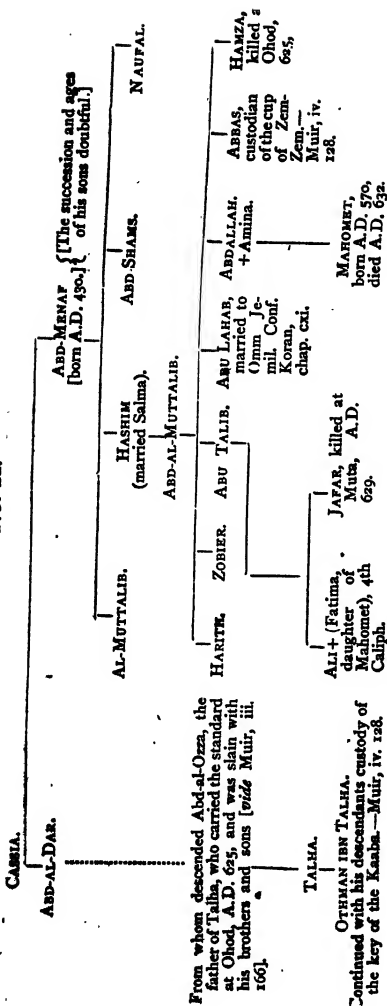 CASSIA.
ABD-AL-DAR.
ABD-MENAF
[born A.D. 430.]
[The succession and ages
of his sons doubtful.]
AL-MUTTALIB.
HASHIM
(married Salma).
ABD-SHAMS.
NAUFAL.
ABD-AL-MUTTALIB.
From whom descended Abd-al-Ozza, the
father of Talha, who carried the standard
at Ohod, A.D. 625, and was slain with
his brothers and sons [vide Muir, iii.
166].
HARITH.
ZOBIER.
ABU TALIB.
ABU LAHAB,
married to
Omm Je-
mil. Conf.
Koran,
chap. cxi.
ABDALLAH.
+Amina.
ABBAS,
custodian
of the cup
of Zem-
Zem.—
Muir, iv.
128.
HAMZA,
killed a
Ohod,
625,
TALHA.
OTHMAN IBN TALHA.
Continued with his descendants custody of
the key of the Kaaba.—Muir, iv. 128.
ALI+(Fatima,
daughter of
Mahomet), 4th
Caliph.
JAFAR, killed at
Muta, A.D.
629.
MAHOMET,
born A.D. 570,
died A.D. 632.